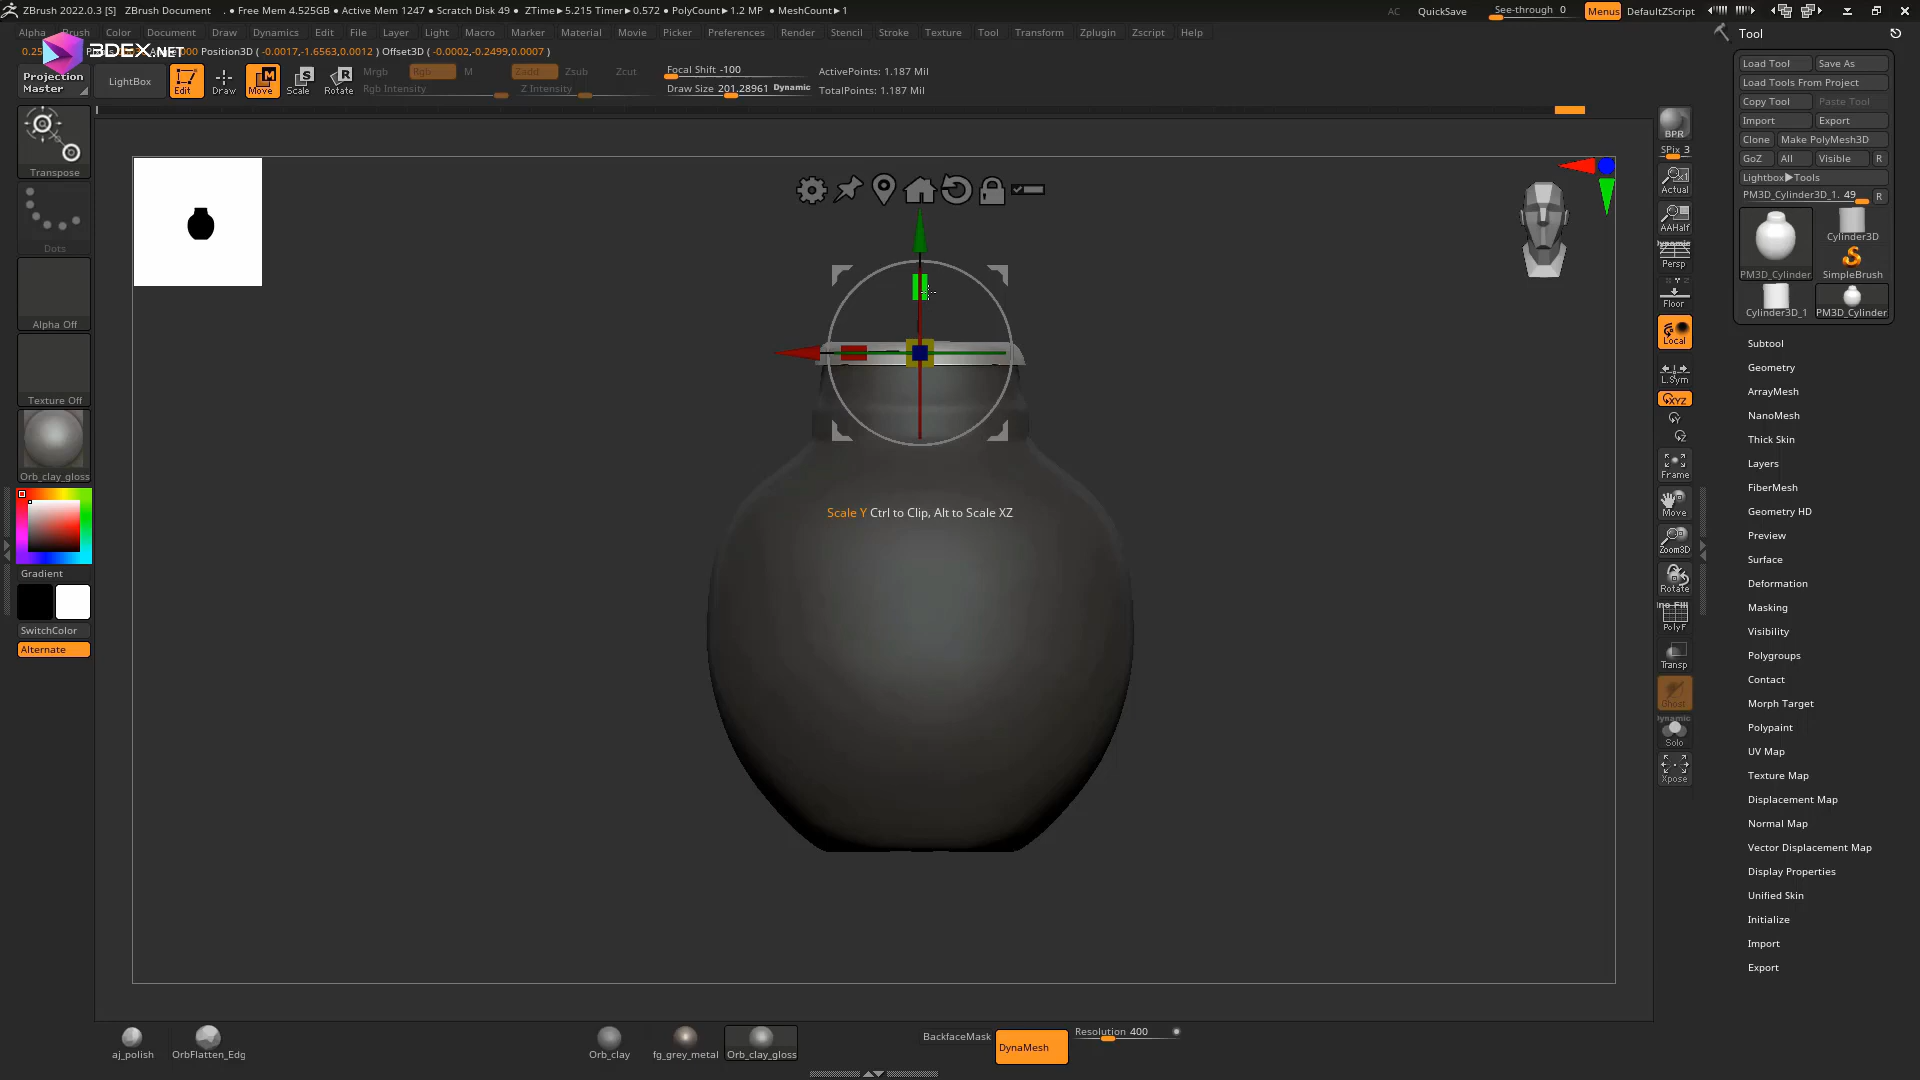 ZBrush 2022.0.3 [S] ZBrush Document . • Free Mem 4.525GB • Active Mem 1247 • Scratch Disk 49 • ZTime►5.215 Timer►0.572 • PolyCount►1.2 MP • MeshCount►1 AC QuickSave See-through 0 Menus DefaultZScript
Alpha Brush Color Document Draw Dynamics Edit File Layer Light Macro Marker Material Movie Picker Preferences Render Stencil Stroke Texture Tool Transform Zplugin Zscript Help
Tool
3DEX.NET
Position3D ( -0.0017,-1.6563,0.0012 ) Offset3D ( -0.0002,-0.2499,0.0007 )
Projection
Master
LightBox
Edit Draw Move Scale Rotate
Mrgb Rgb M Zadd Zsub Zcut
Rgb Intensity Z Intensity
Focal Shift -100
Draw Size 201.28961 Dynamic
ActivePoints: 1.187 Mil
TotalPoints: 1.187 Mil
Transpose
Dots
Alpha Off
Texture Off
Orb_clay_gloss
Gradient
SwitchColor
Alternate
Scale Y Ctrl to Clip, Alt to Scale XZ
BPR
SPix 3
Actual
AAHalf
Dynamic
Persp
Floor
Local
L.Sym
XYZ
Frame
Move
Zoom3D
Rotate
Line Fill
PolyF
Transp
Ghost
Dynamic
Solo
Xpose
Load Tool Save As
Load Tools From Project
Copy Tool Paste Tool
Import Export
Clone Make PolyMesh3D
GoZ All Visible R
Lightbox►Tools
PM3D_Cylinder3D_1. 49 R
PM3D_Cylinder
Cylinder3D
SimpleBrush
Cylinder3D_1
PM3D_Cylinder
Subtool
Geometry
ArrayMesh
NanoMesh
Thick Skin
Layers
FiberMesh
Geometry HD
Preview
Surface
Deformation
Masking
Visibility
Polygroups
Contact
Morph Target
Polypaint
UV Map
Texture Map
Displacement Map
Normal Map
Vector Displacement Map
Display Properties
Unified Skin
Initialize
Import
Export
aj_polish
OrbFlatten_Edg
Orb_clay
fg_grey_metal
Orb_clay_gloss
BackfaceMask
DynaMesh
Resolution 400